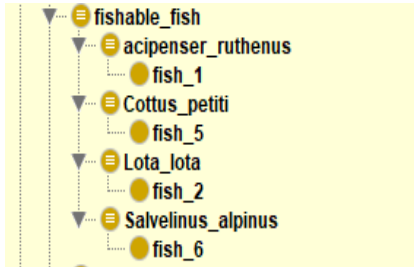 fishable_fish
acipenser_ruthenus
fish_1
Cottus_petiti
fish_5
Lota_lota
fish_2
Salvelinus_alpinus
fish_6